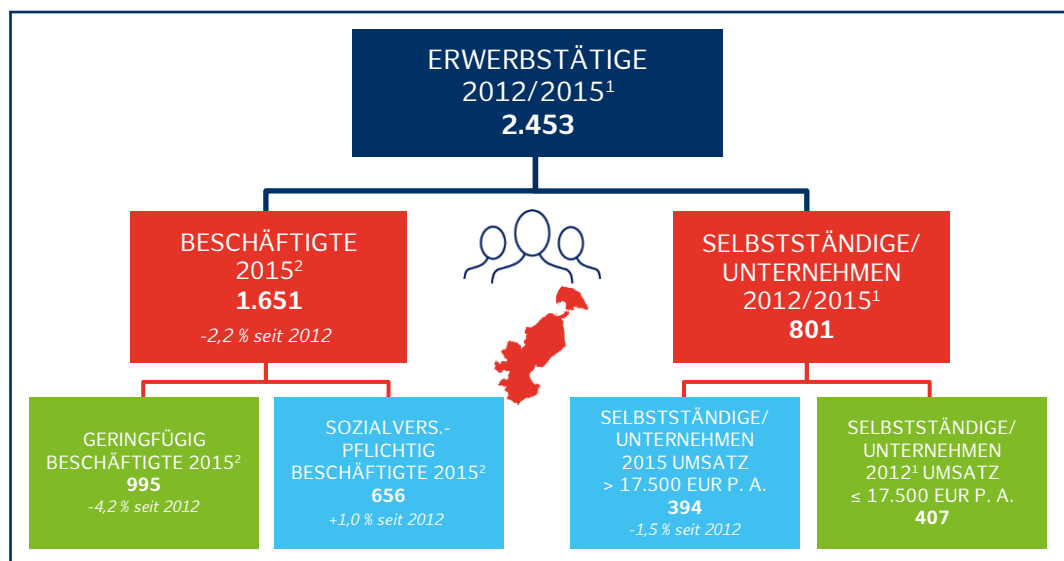 ERWERBSTÄTIGE
2012/2015¹
2.453
BESCHÄFTIGTE
2015²
1.651
-2,2 % seit 2012
SELBSTSTÄNDIGE/
UNTERNEHMEN
2012/2015¹
801
GERINGFÜGIG
BESCHÄFTIGTE 2015²
995
-4,2 % seit 2012
SOZIALVERS.-
PFLICHTIG
BESCHÄFTIGTE 2015²
656
+1,0 % seit 2012
SELBSTSTÄNDIGE/
UNTERNEHMEN
2015 UMSATZ
> 17.500 EUR P. A.
394
-1,5 % seit 2012
SELBSTSTÄNDIGE/
UNTERNEHMEN
2012¹ UMSATZ
≤ 17.500 EUR P. A.
407